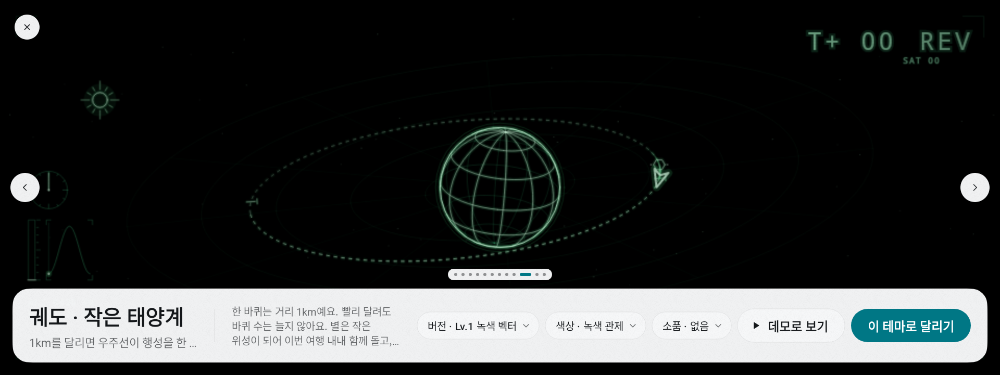 T+ 00 REV
SAT 00
궤도 · 작은 태양계
1km를 달리면 우주선이 행성을 한 ...
한 바퀴는 거리 1km예요. 빨리 달려도
바퀴 수는 늘지 않아요. 별은 작은
위성이 되어 이번 여행 내내 함께 돌고,...
버전 · Lv.1 녹색 벡터
색상 · 녹색 관제
소품 · 없음
데모로 보기
이 테마로 달리기